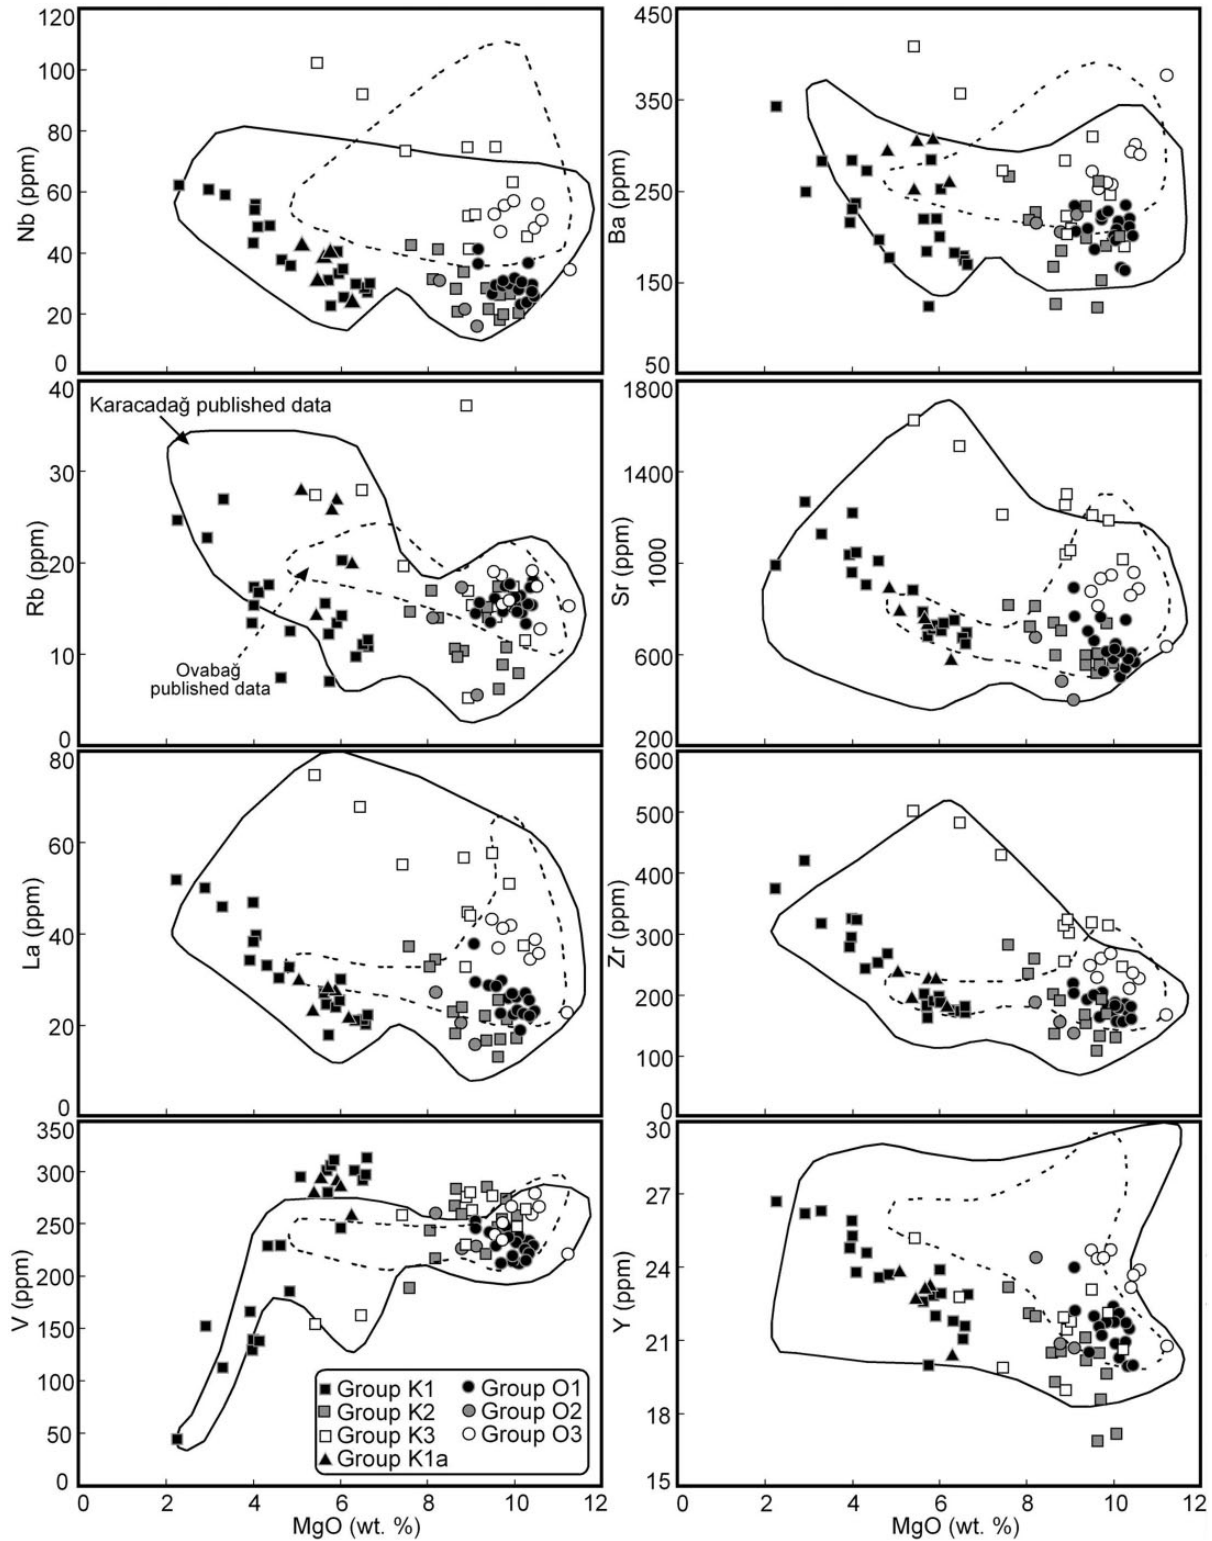 120
100
80
60
40
20
0
Nb (ppm)
450
350
250
150
50
Ba (ppm)
40
30
20
10
0
Rb (ppm)
Karacadağ published data
Ovabağ
published data
1800
1400
1000
600
200
Sr (ppm)
80
60
40
20
0
La (ppm)
600
500
400
300
200
100
0
Zr (ppm)
350
300
250
200
150
100
50
0
V (ppm)
Group K1
Group K2
Group K3
Group K1a
Group O1
Group O2
Group O3
0 2 4 6 8 10 12
MgO (wt. %)
30
27
24
21
18
15
Y (ppm)
0 2 4 6 8 10 12
MgO (wt. %)